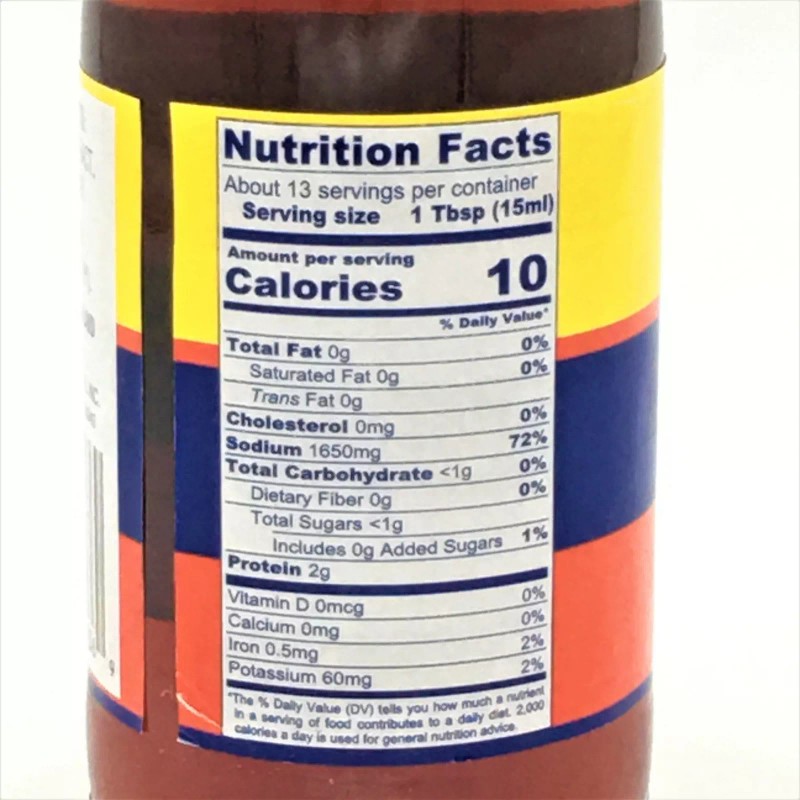 Nutrition Facts
About 13 servings per container
Serving size 1 Tbsp (15ml)
Amount per serving
Calories 10
% Daily Value*
Total Fat 0g 0%
Saturated Fat 0g 0%
Trans Fat 0g
Cholesterol 0mg 0%
Sodium 1650mg 72%
Total Carbohydrate <1g 0%
Dietary Fiber 0g 0%
Total Sugars <1g
Includes 0g Added Sugars 1%
Protein 2g
Vitamin D 0mcg 0%
Calcium 0mg 0%
Iron 0.5mg 2%
Potassium 60mg 2%
*The % Daily Value (DV) tells you how much a nutrient
in a serving of food contributes to a daily diet. 2,000
calories a day is used for general nutrition advice.
9